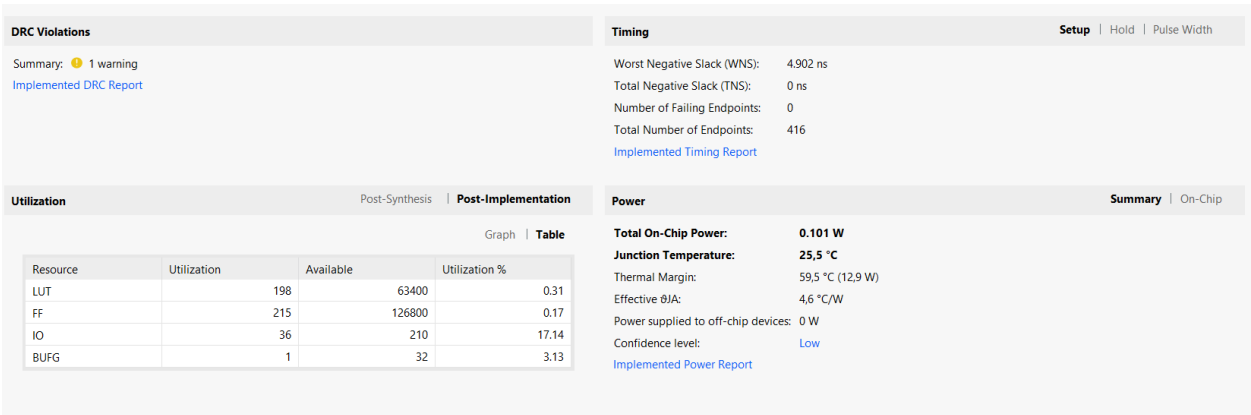 DRC Violations
Summary: 1 warning
Implemented DRC Report
Timing
Setup | Hold | Pulse Width
Worst Negative Slack (WNS): 4.902 ns
Total Negative Slack (TNS): 0 ns
Number of Failing Endpoints: 0
Total Number of Endpoints: 416
Implemented Timing Report
Utilization
Post-Synthesis | Post-Implementation
Graph | Table
Resource Utilization Available Utilization %
LUT 198 63400 0.31
FF 215 126800 0.17
IO 36 210 17.14
BUFG 1 32 3.13
Power
Summary | On-Chip
Total On-Chip Power: 0.101 W
Junction Temperature: 25,5 °C
Thermal Margin: 59,5 °C (12,9 W)
Effective ϑJA: 4,6 °C/W
Power supplied to off-chip devices: 0 W
Confidence level: Low
Implemented Power Report